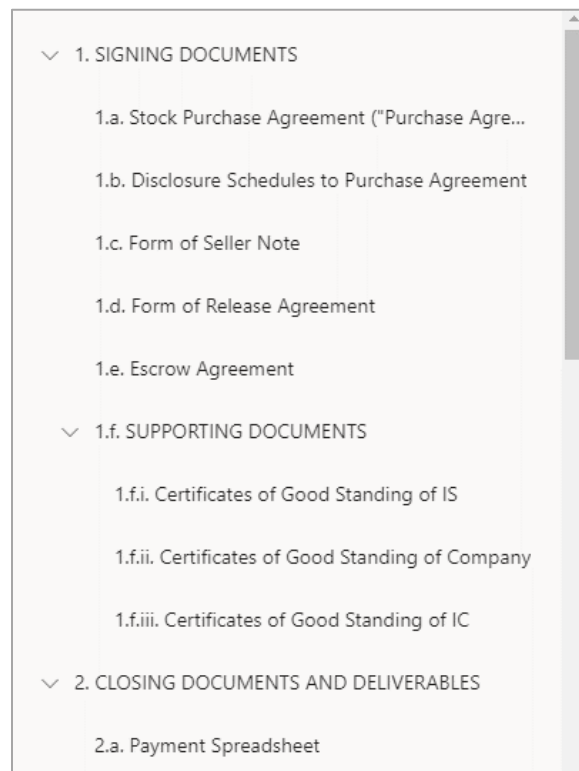 1. SIGNING DOCUMENTS
1.a. Stock Purchase Agreement ("Purchase Agre...
1.b. Disclosure Schedules to Purchase Agreement
1.c. Form of Seller Note
1.d. Form of Release Agreement
1.e. Escrow Agreement
1.f. SUPPORTING DOCUMENTS
1.f.i. Certificates of Good Standing of IS
1.f.ii. Certificates of Good Standing of Company
1.f.iii. Certificates of Good Standing of IC
2. CLOSING DOCUMENTS AND DELIVERABLES
2.a. Payment Spreadsheet